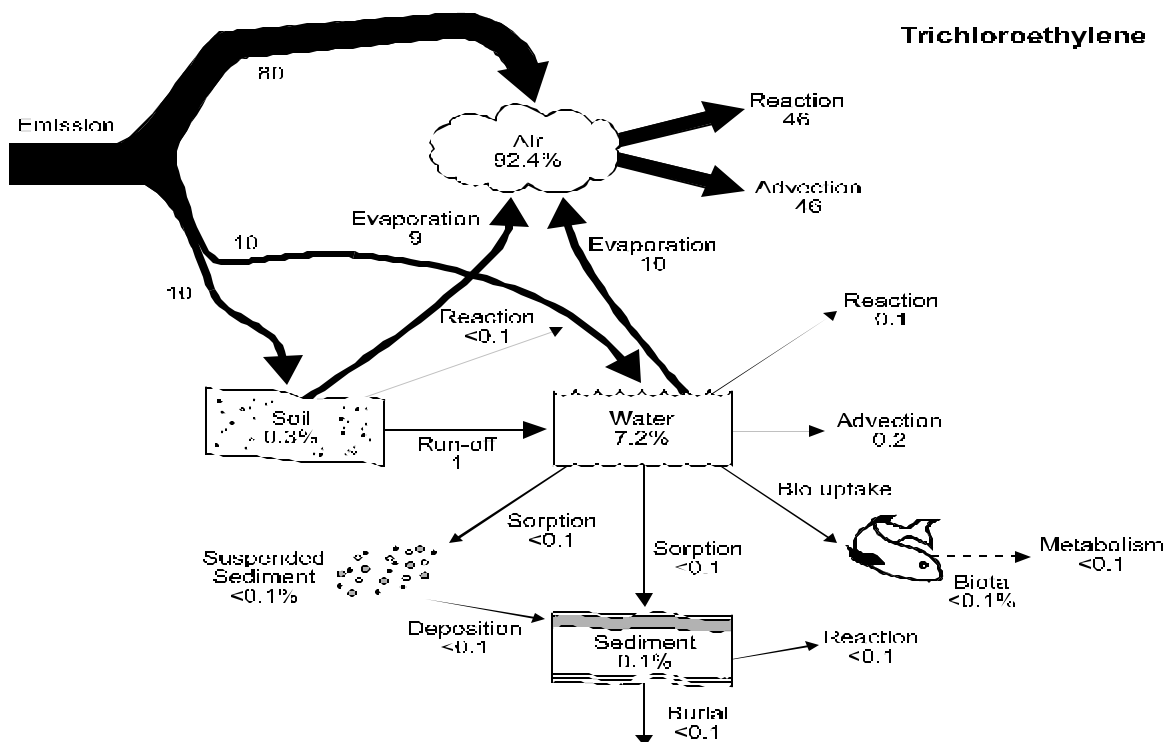 Trichloroethylene
80
Emission
Air
92.4%
Reaction
46
Advection
46
Evaporation
9
10
Evaporation
10
10
Reaction
<0.1
Reaction
0.1
Soil
0.3%
Run-off
1
Water
7.2%
Advection
0.2
Bio uptake
Sorption
<0.1
Sorption
<0.1
Suspended
Sediment
<0.1%
Metabolism
<0.1
Biota
<0.1%
Deposition
<0.1
Sediment
0.1%
Reaction
<0.1
Burial
<0.1